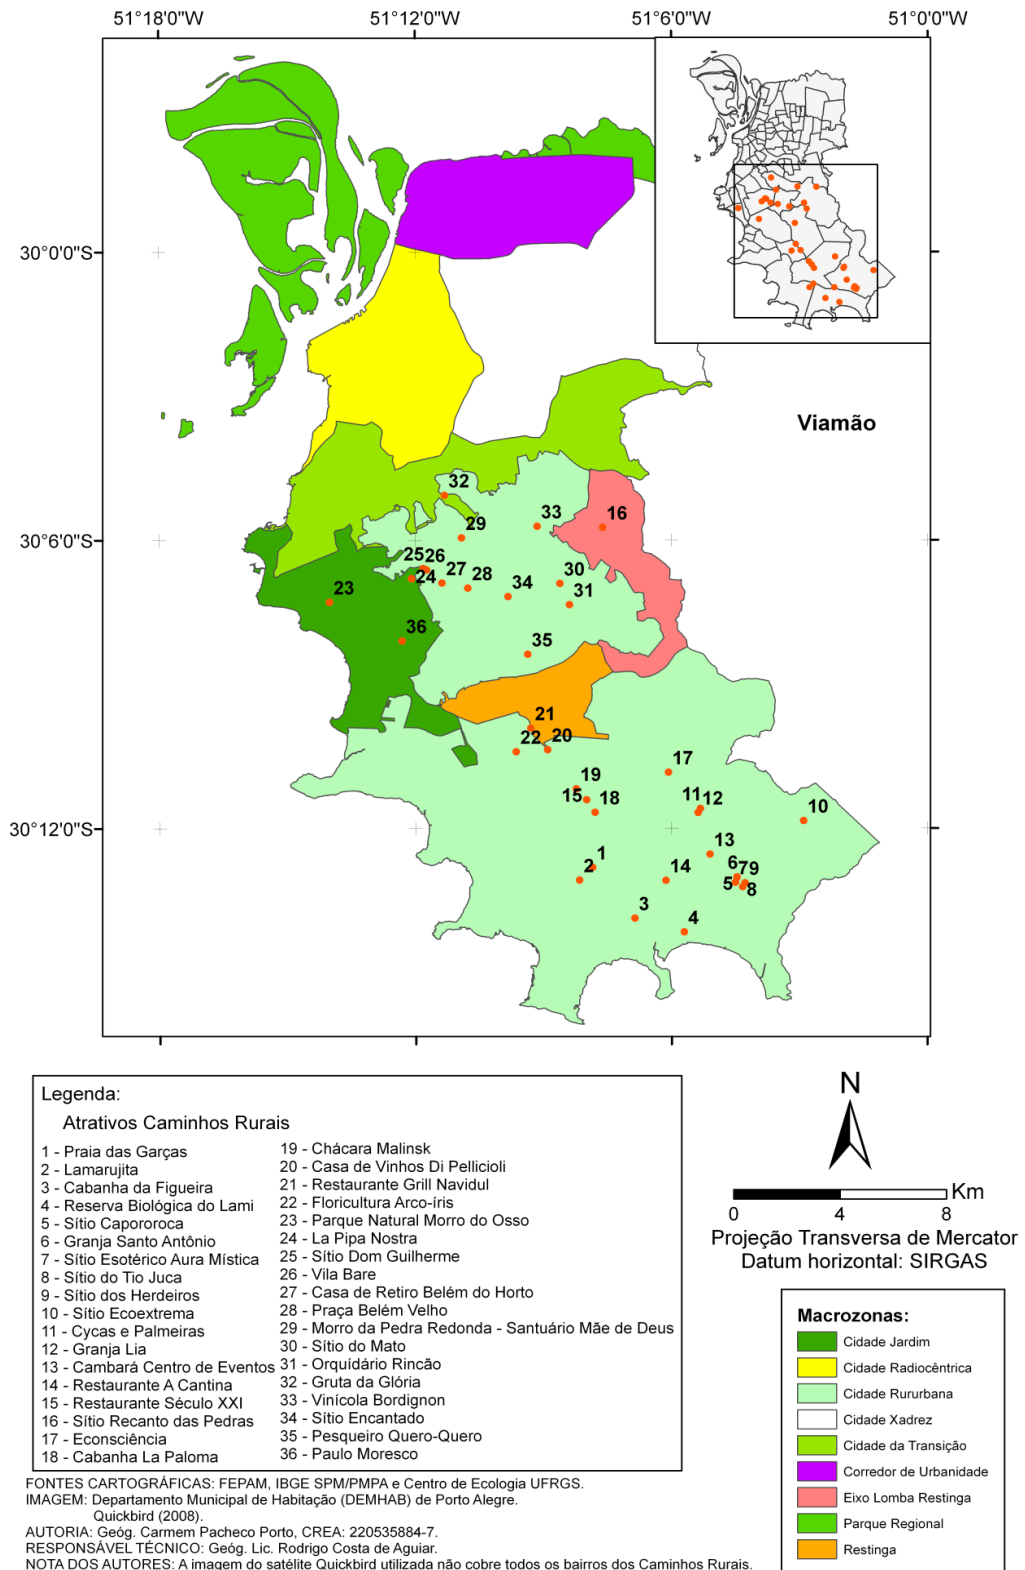 51°18'0"W 51°12'0"W 51°6'0"W 51°0'0"W
30°0'0"S
Viamão
32
33 16
29
30°6'0"S
25 26
24 27 28 30
23 34 31
36
35
21
22 20
17
19
15 18 11 12
10
30°12'0"S
13
1
2 14 6 7 9
5 8
3 4
Legenda:
Atrativos Caminhos Rurais
1 - Praia das Garças
2 - Lamarujita
3 - Cabanha da Figueira
4 - Reserva Biológica do Lami
5 - Sítio Capororoca
6 - Granja Santo Antônio
7 - Sítio Esotérico Aura Mística
8 - Sítio do Tio Juca
9 - Sítio dos Herdeiros
10 - Sítio Ecoextrema
11 - Cycas e Palmeiras
12 - Granja Lia
13 - Cambará Centro de Eventos
14 - Restaurante A Cantina
15 - Restaurante Século XXI
16 - Sítio Recanto das Pedras
17 - Econsciência
18 - Cabanha La Paloma
19 - Chácara Malinsk
20 - Casa de Vinhos Di Pellicioli
21 - Restaurante Grill Navidul
22 - Floricultura Arco-íris
23 - Parque Natural Morro do Osso
24 - La Pipa Nostra
25 - Sítio Dom Guilherme
26 - Vila Bare
27 - Casa de Retiro Belém do Horto
28 - Praça Belém Velho
29 - Morro da Pedra Redonda - Santuário Mãe de Deus
30 - Sítio do Mato
31 - Orquídário Rincão
32 - Gruta da Glória
33 - Vinícola Bordignon
34 - Sítio Encantado
35 - Pesqueiro Quero-Quero
36 - Paulo Moresco
N
Km
0 4 8
Projeção Transversa de Mercator
Datum horizontal: SIRGAS
Macrozonas:
Cidade Jardim
Cidade Radiocêntrica
Cidade Rururbana
Cidade Xadrez
Cidade da Transição
Corredor de Urbanidade
Eixo Lomba Restinga
Parque Regional
Restinga
FONTES CARTOGRÁFICAS: FEPAM, IBGE SPM/PMPA e Centro de Ecologia UFRGS.
IMAGEM: Departamento Municipal de Habitação (DEMHAB) de Porto Alegre.
Quickbird (2008).
AUTORIA: Geóg. Carmem Pacheco Porto, CREA: 220535884-7.
RESPONSÁVEL TÉCNICO: Geóg. Lic. Rodrigo Costa de Aguiar.
NOTA DOS AUTORES: A imagem do satélite Quickbird utilizada não cobre todos os bairros dos Caminhos Rurais.